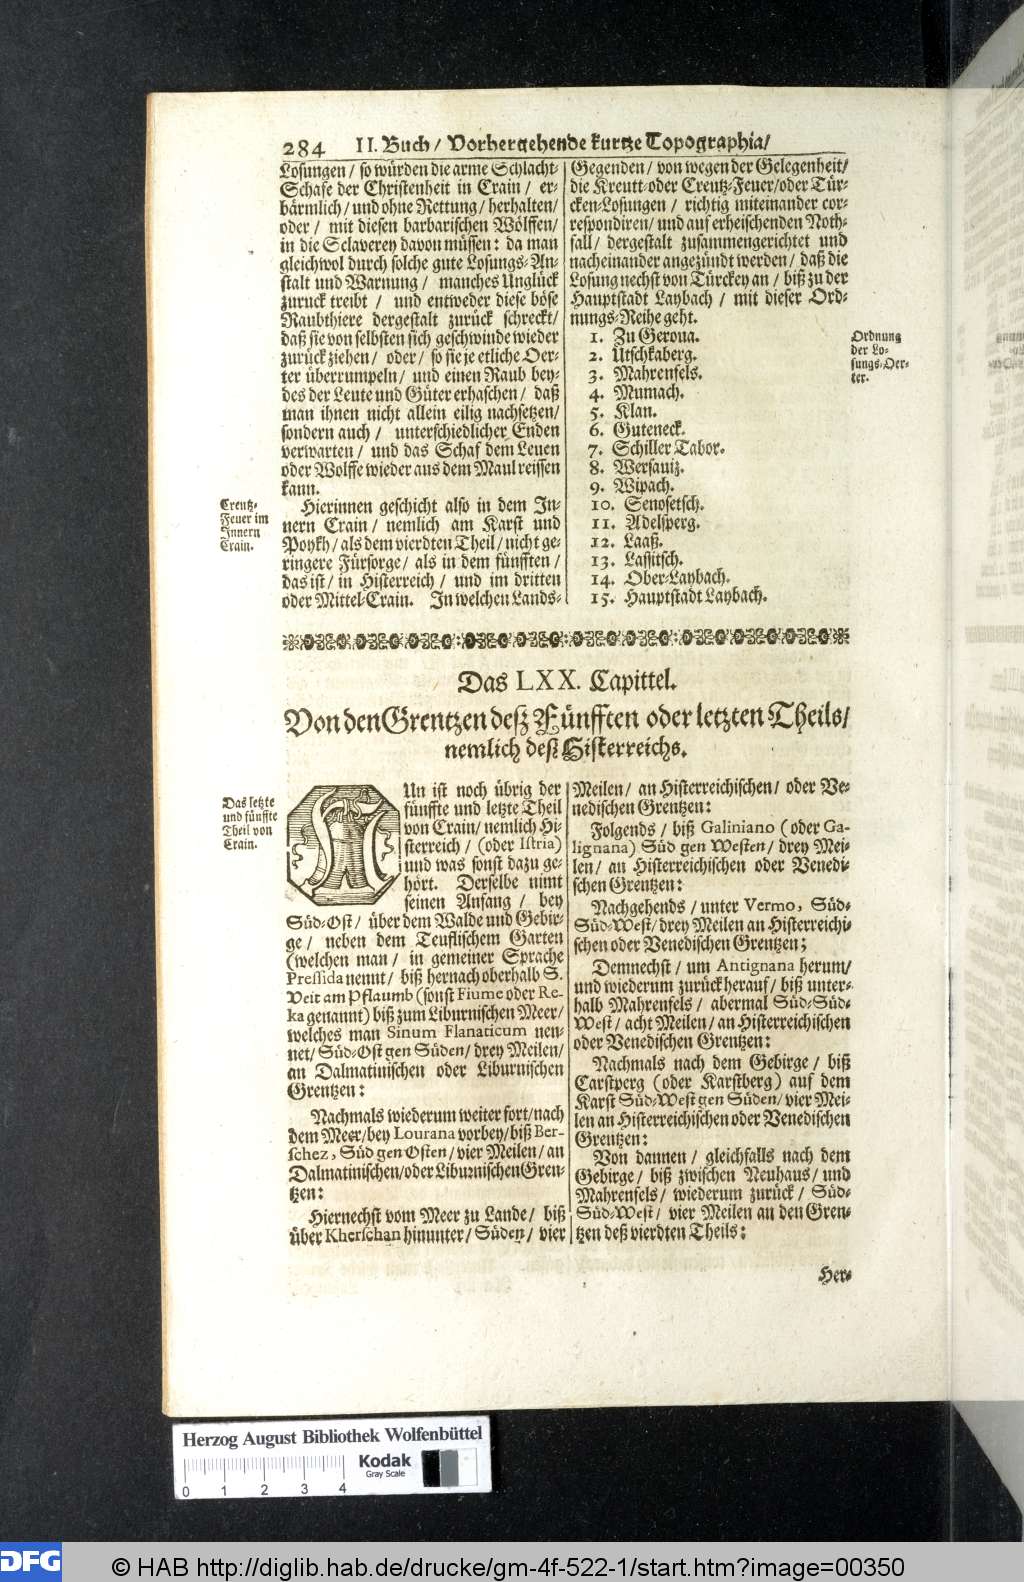 284 II. Buch / Vorhergehende kurtze Topographia /
Losungen / so würden die arme Schlacht-
Schafe der Christenheit in Crain / er-
bärmlich / und ohne Rettung / herhalten /
oder / mit diesen barbarischen Wölffen /
in die Sclaverey davon müssen: da man
gleichwol durch solche gute Losungs-An-
stalt und Warnung / manches Unglück
zuruck treibt / und entweder diese böse
Raubthiere dergestalt zurück schreckt /
daß sie von selbsten sich geschwinde wieder
zurück ziehen / oder / so sie je etliche Oer-
ter überrumpeln / und einen Raub bey-
des der Leute und Güter erhaschen / daß
man ihnen nicht allein eilig nachsetzen /
sondern auch / unterschiedlicher Enden
verwarten / und das Schaf dem Leuen
oder Wolffe wieder aus dem Maul reissen
kann.
Creutz-
Feuer im
Innern
Crain.
Hierinnen geschicht also in dem In-
nern Crain / nemlich am Karst und
Poykh / als dem vierdten Theil / nicht ge-
ringere Fürsorge / als in dem fünfften /
das ist / in Histerreich / und im dritten
oder Mittel-Crain. In welchen Lands-
Gegenden / von wegen der Gelegenheit /
die Kreutt- oder Creutz-Feuer / oder Tür-
cken-Losungen / richtig miteinander cor-
respondiren / und auf erheischenden Noth-
fall / dergestalt zusammengerichtet und
nacheinander angezündt werden / daß die
Losung nechst von Türckey an / biß zu der
Hauptstadt Laybach / mit dieser Ord-
nungs-Reihe geht.
Ordnung
der Lo-
sungs-Oer-
ter.
1. Zu Gerova.
2. Utschkaberg.
3. Mahrenfels.
4. Mumach.
5. Klan.
6. Guteneck.
7. Schiller Tabor.
8. Wersauiz.
9. Wipach.
10. Senosetsch.
11. Adelsperg.
12. Laaß.
13. Lassitsch.
14. Ober-Laybach.
15. Hauptstadt Laybach.
Das LXX. Capittel.
Von den Grentzen deß Fünfften oder letzten Theils /
nemlich deß Histerreichs.
Das letzte
und fünffte
Theil von
Crain.
NUn ist noch übrig der
fünffte und letzte Theil
von Crain / nemlich Hi-
sterreich / (oder Istria)
und was sonst dazu ge-
hört. Derselbe nimt
seinen Anfang / bey
Süd-Ost / über dem Walde und Gebir-
ge / neben dem Teuflischem Garten
(welchen man / in gemeiner Sprache
Pressida nennt / biß hernach oberhalb S.
Veit am Pflaumb (sonst Fiume oder Re-
ka genannt) biß zum Liburnischen Meer /
welches man Sinum Flanaticum nen-
net / Süd-Ost gen Süden / drey Meilen /
an Dalmatinischen oder Liburnischen
Grentzen:
Nachmals wiederum weiter fort / nach
dem Meer / bey Lourana vorbey / biß Ber-
schez, Süd gen Osten / vier Meilen / an
Dalmatinischen / oder Liburnischen Gren-
tzen:
Hiernechst vom Meer zu Lande / biß
über Kherschan hinunter / Süden / vier
Meilen / an Histerreichischen / oder Ve-
nedischen Grentzen:
Folgends / biß Galiniano (oder Ga-
lignana) Süd gen Westen / drey Mei-
len / an Histerreichischen oder Venedi-
schen Grentzen:
Nachgehends / unter Vermo, Süd-
Süd-West / drey Meilen an Histerreichi-
schen oder Venedischen Grentzen;
Demnechst / um Antignana herum /
und wiederum zurück herauf / biß unter-
halb Mahrenfels / abermal Süd-Süd-
West / acht Meilen / an Histerreichischen
oder Venedischen Grentzen:
Nachmals nach dem Gebirge / biß
Carstperg (oder Karstberg) auf dem
Karst Süd-West gen Süden / vier Mei-
len an Histerreichischen oder Venedischen
Grentzen:
Von dannen / gleichfalls nach dem
Gebirge / biß zwischen Neuhaus / und
Mahrenfels / wiederum zurück / Süd-
Süd-West / vier Meilen an den Gren-
tzen deß vierdten Theils:
Her-
Herzog August Bibliothek Wolfenbüttel
Kodak
Gray Scale
0 1 2 3 4
DFG © HAB http://diglib.hab.de/drucke/gm-4f-522-1/start.htm?image=00350